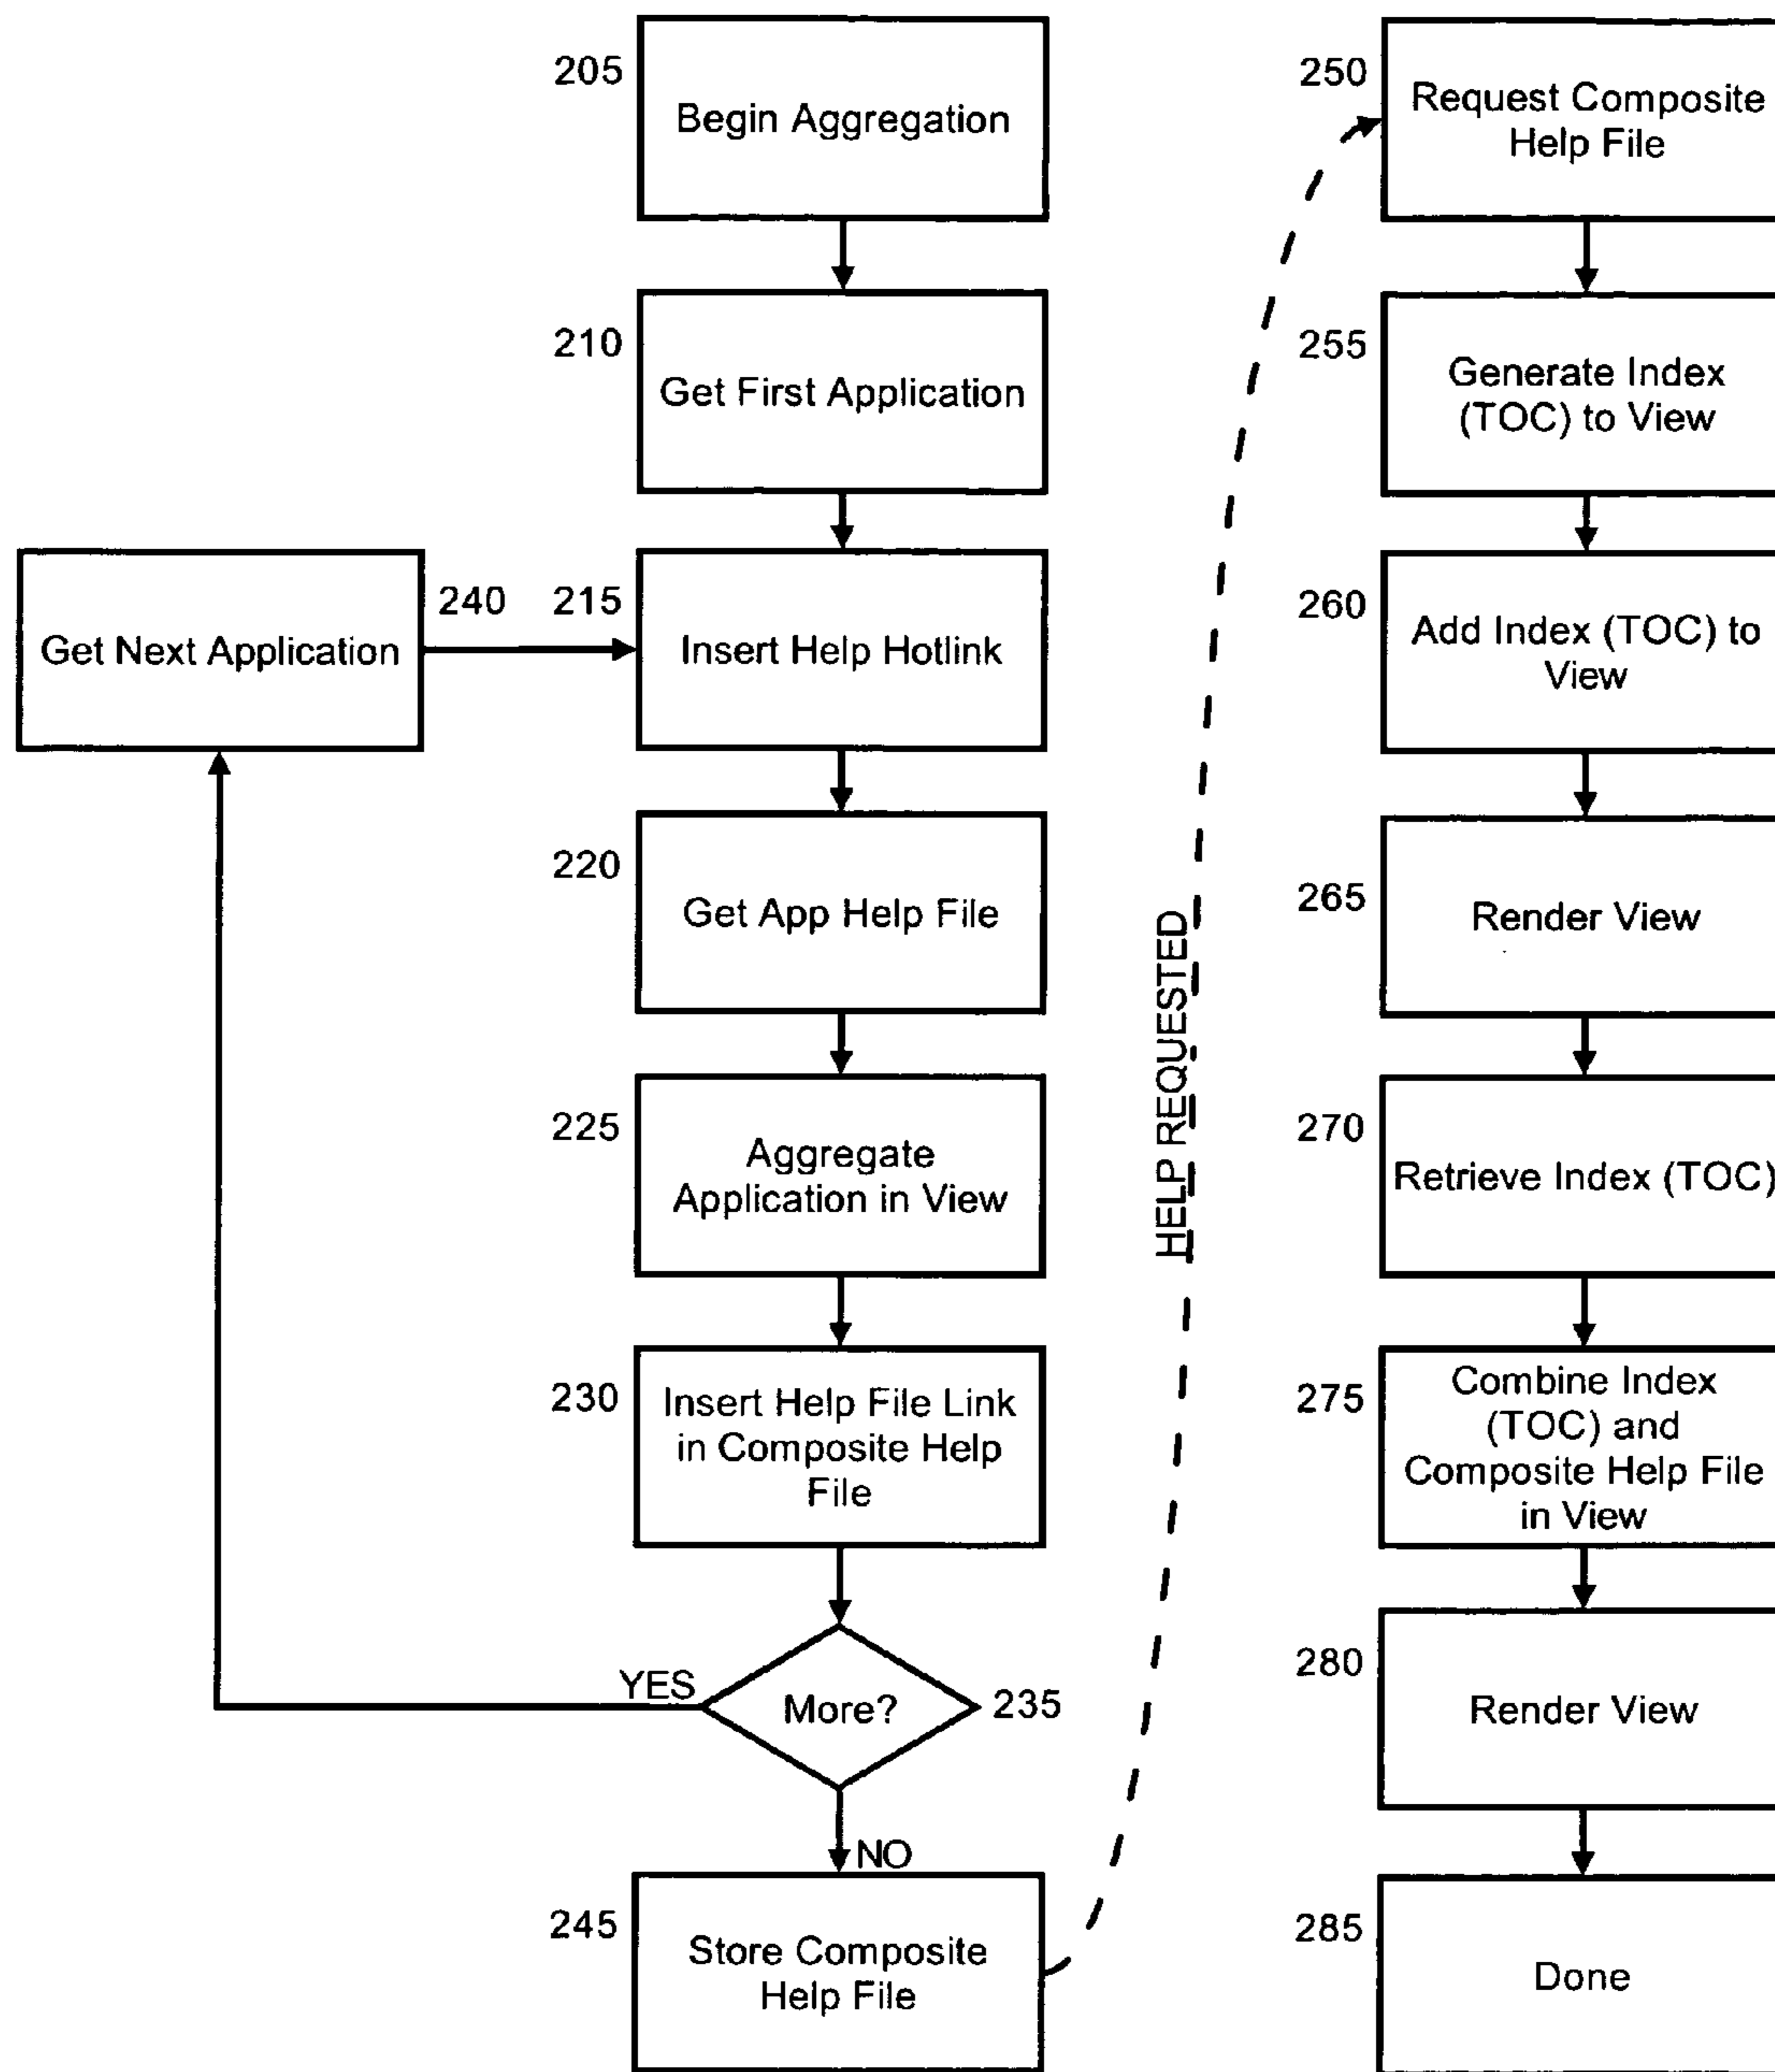 205
Begin Aggregation
210
Get First Application
Get Next Application
240
215
Insert Help Hotlink
220
Get App Help File
225
Aggregate
Application in View
230
Insert Help File Link
in Composite Help
File
YES
More?
235
NO
245
Store Composite
Help File
HELP REQUESTED
250
Request Composite
Help File
255
Generate Index
(TOC) to View
260
Add Index (TOC) to
View
265
Render View
270
Retrieve Index (TOC)
275
Combine Index
(TOC) and
Composite Help File
in View
280
Render View
285
Done